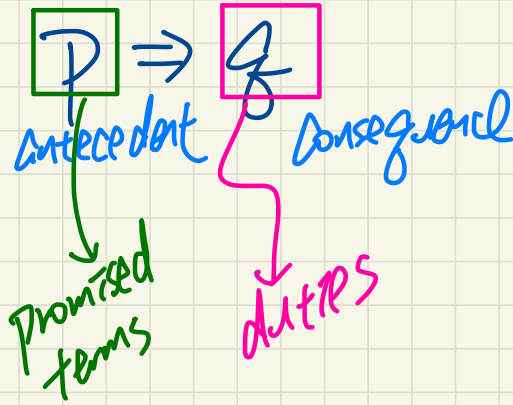 P ⇒ q
antecedent consequence
promised
terms
duties